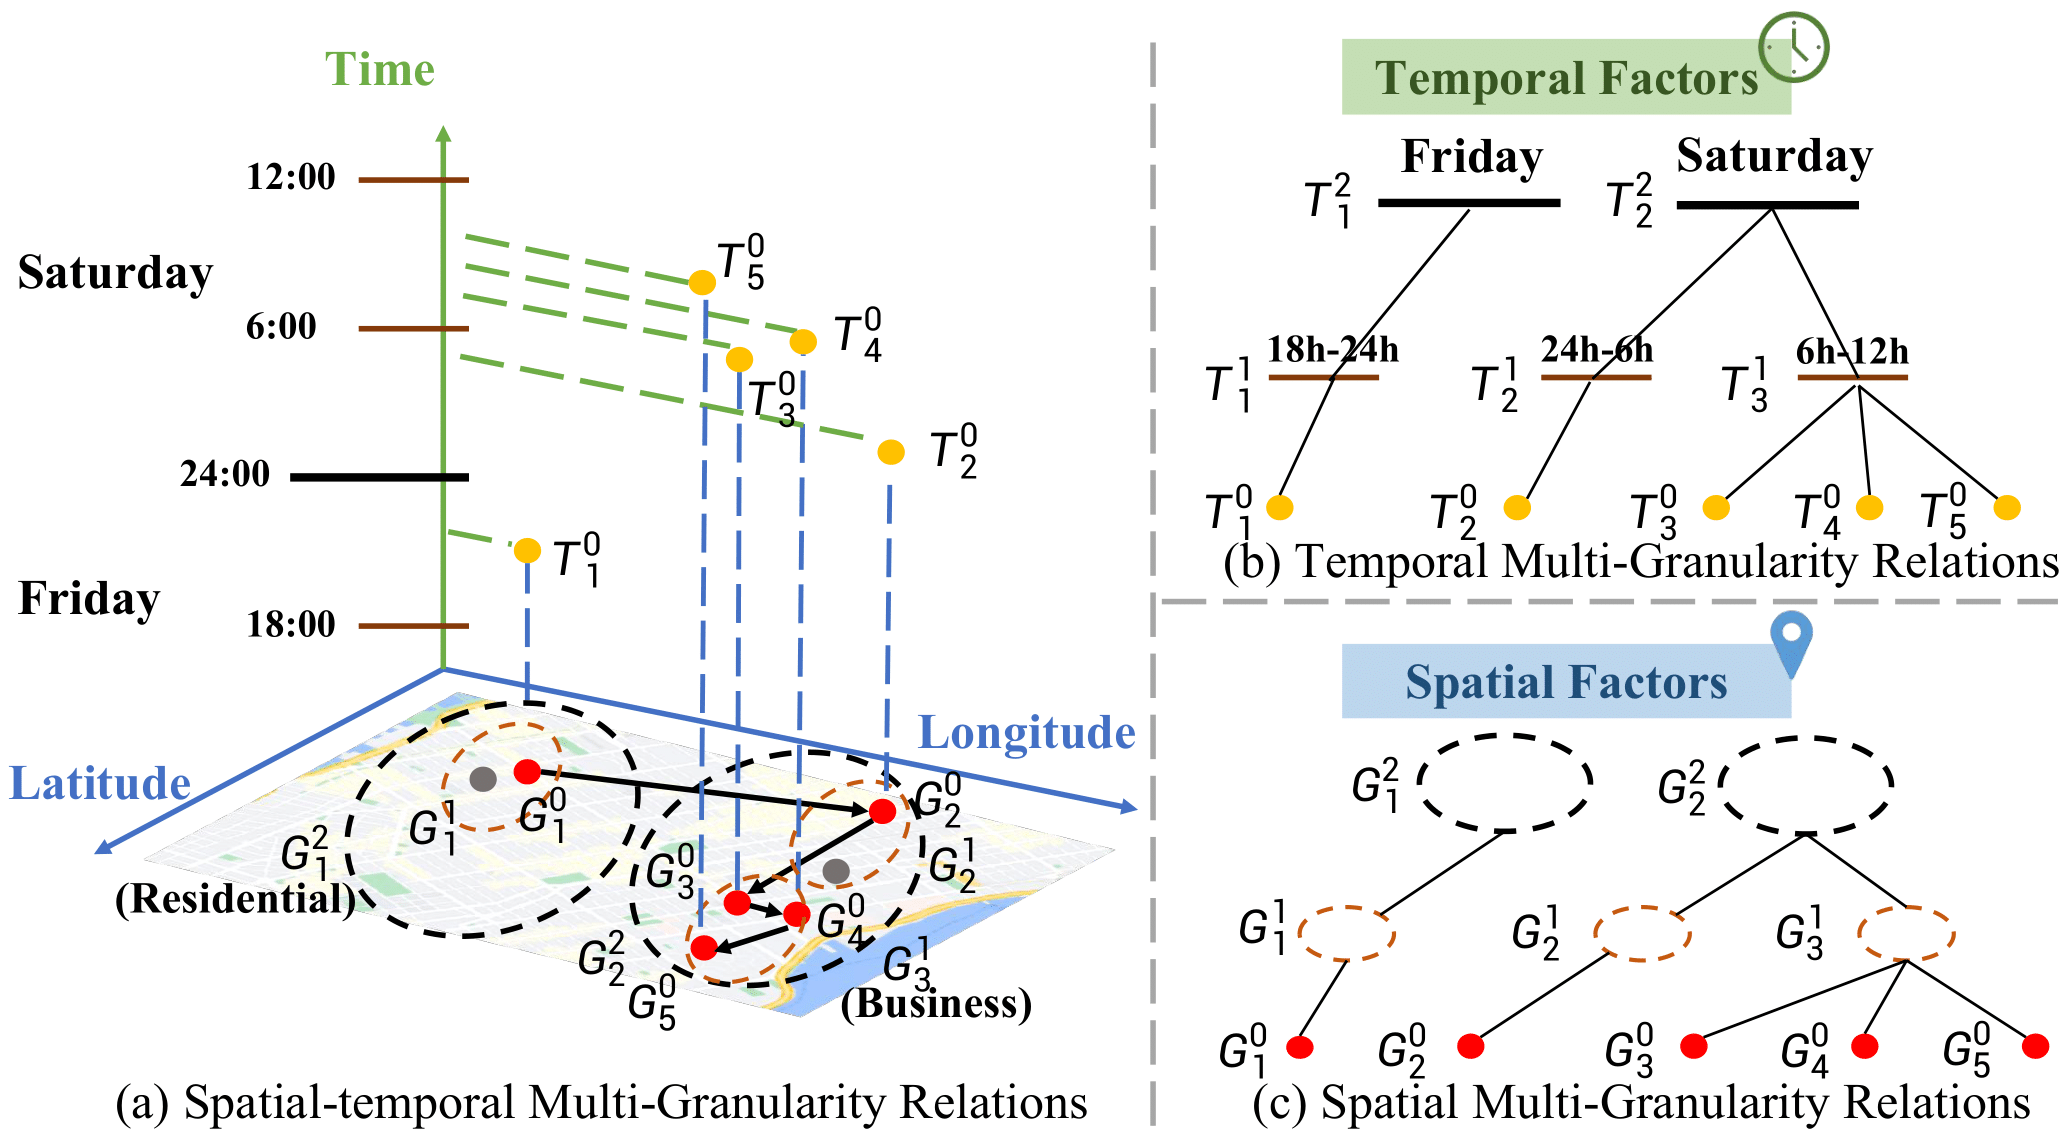 Time
12:00
Saturday
6:00
24:00
Friday
18:00
T_5^0
T_4^0
T_3^0
T_2^0
T_1^0
Longitude
Latitude
G_1^1
G_1^0
G_1^2
(Residential)
G_2^0
G_2^1
G_3^0
G_4^0
G_2^2
G_3^1
G_5^0
(Business)
(a) Spatial-temporal Multi-Granularity Relations
Temporal Factors
Friday Saturday
T_1^2 T_2^2
18h-24h 24h-6h 6h-12h
T_1^1 T_2^1 T_3^1
T_1^0 T_2^0 T_3^0 T_4^0 T_5^0
(b) Temporal Multi-Granularity Relations
Spatial Factors
G_1^2 G_2^2
G_1^1 G_2^1 G_3^1
G_1^0 G_2^0 G_3^0 G_4^0 G_5^0
(c) Spatial Multi-Granularity Relations